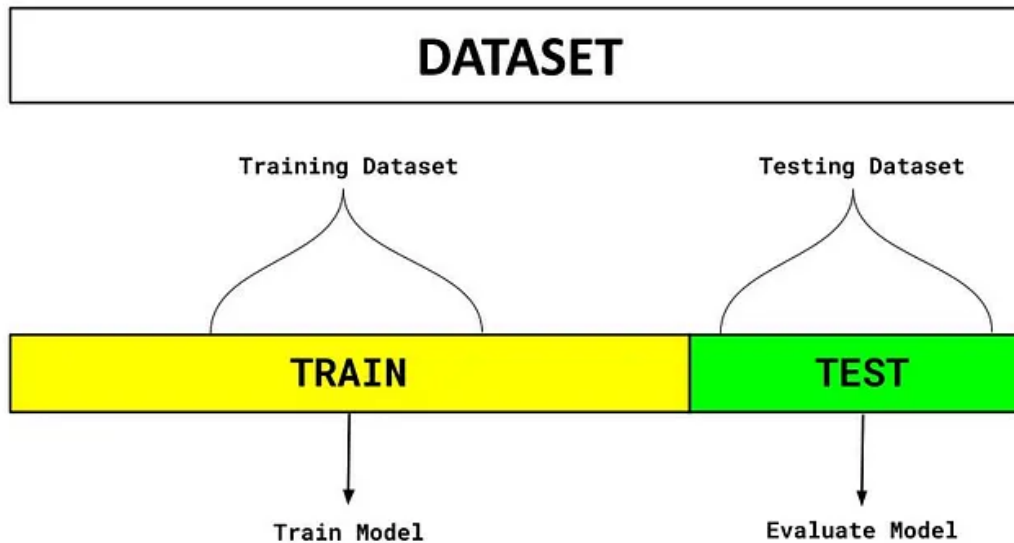 DATASET
Training Dataset
Testing Dataset
TRAIN
TEST
Train Model
Evaluate Model